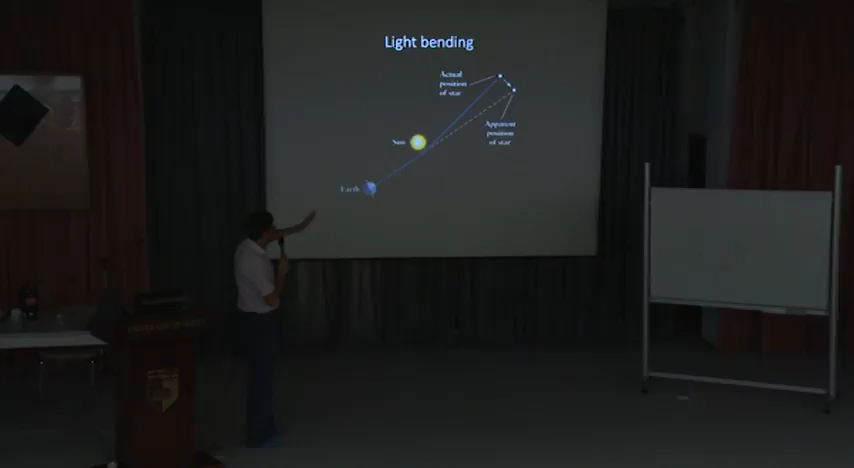 Light bending
Actual
position
of star
Apparent
position
of star
Sun
Earth